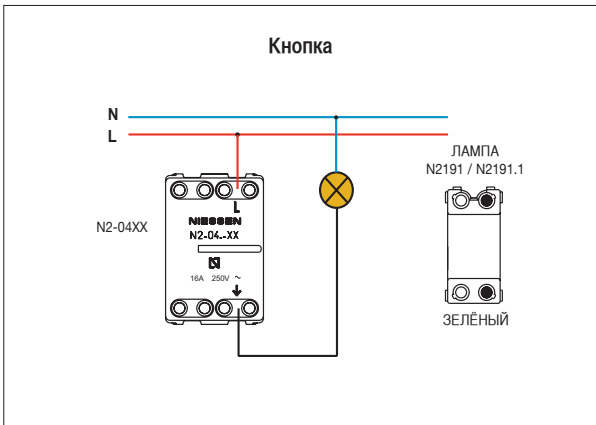 Кнопка
N
L
ЛАМПА
N2191 / N2191.1
N2-04XX
L
NIESSEN
N2-04..-XX
16A 250V ~
ЗЕЛЁНЫЙ